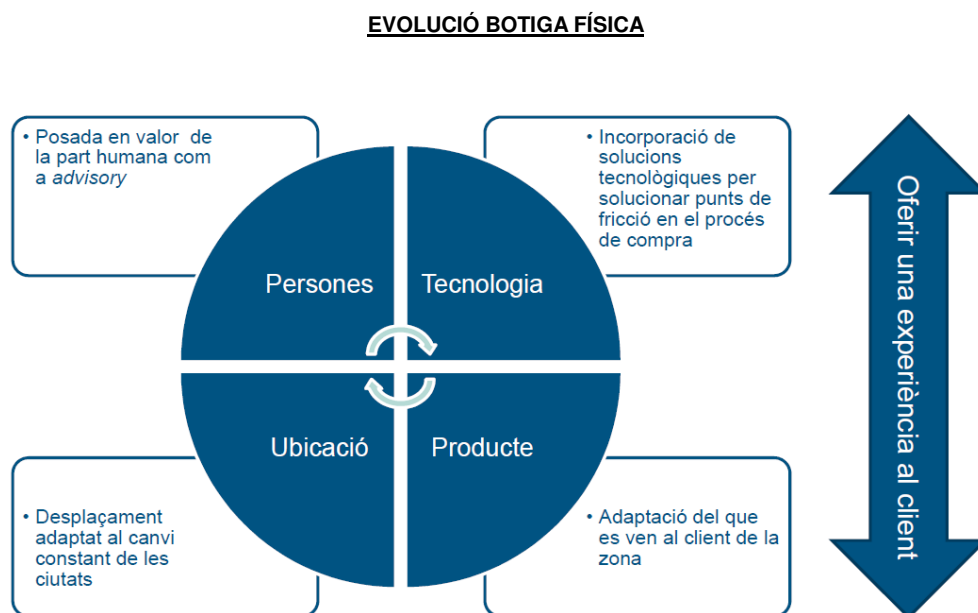 EVOLUCIÓ BOTIGA FÍSICA
• Posada en valor de
la part humana com
a advisory
• Incorporació de
solucions
tecnològiques per
solucionar punts de
fricció en el procés
de compra
Persones
Tecnologia
Ubicació
Producte
• Desplaçament
adaptat al canvi
constant de les
ciutats
• Adaptació del que
es ven al client de la
zona
Oferir una experiència al client